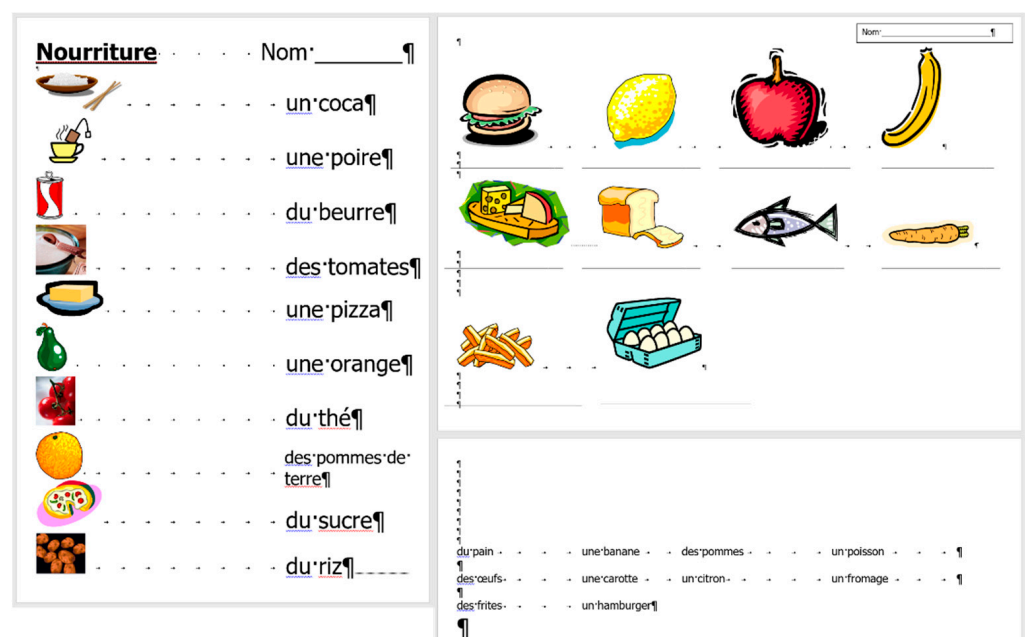 Nourriture Nom ________
un coca
une poire
du beurre
des tomates
une pizza
une orange
du thé
des pommes de
terre
du sucre
du riz
Nom
du pain une banane des pommes un poisson
des œufs une carotte un citron un fromage
des frites un hamburger